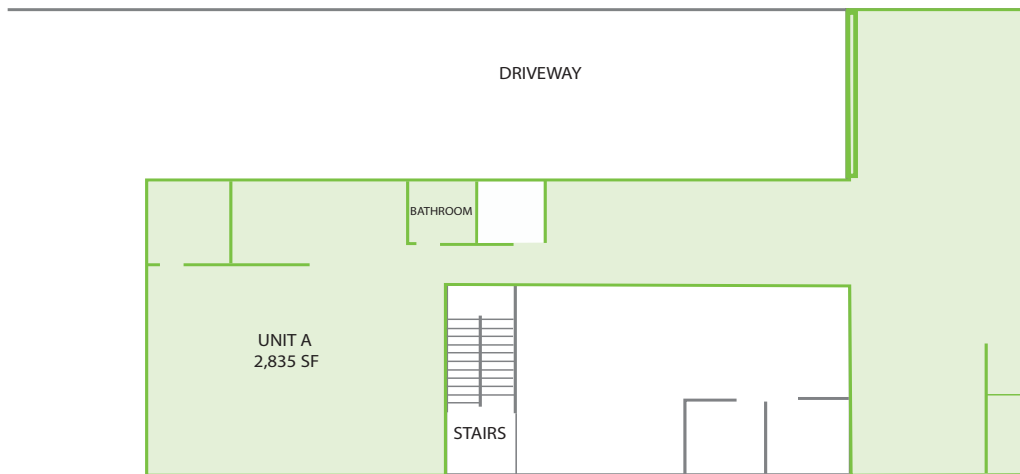 DRIVEWAY
BATHROOM
UNIT A
2,835 SF
STAIRS